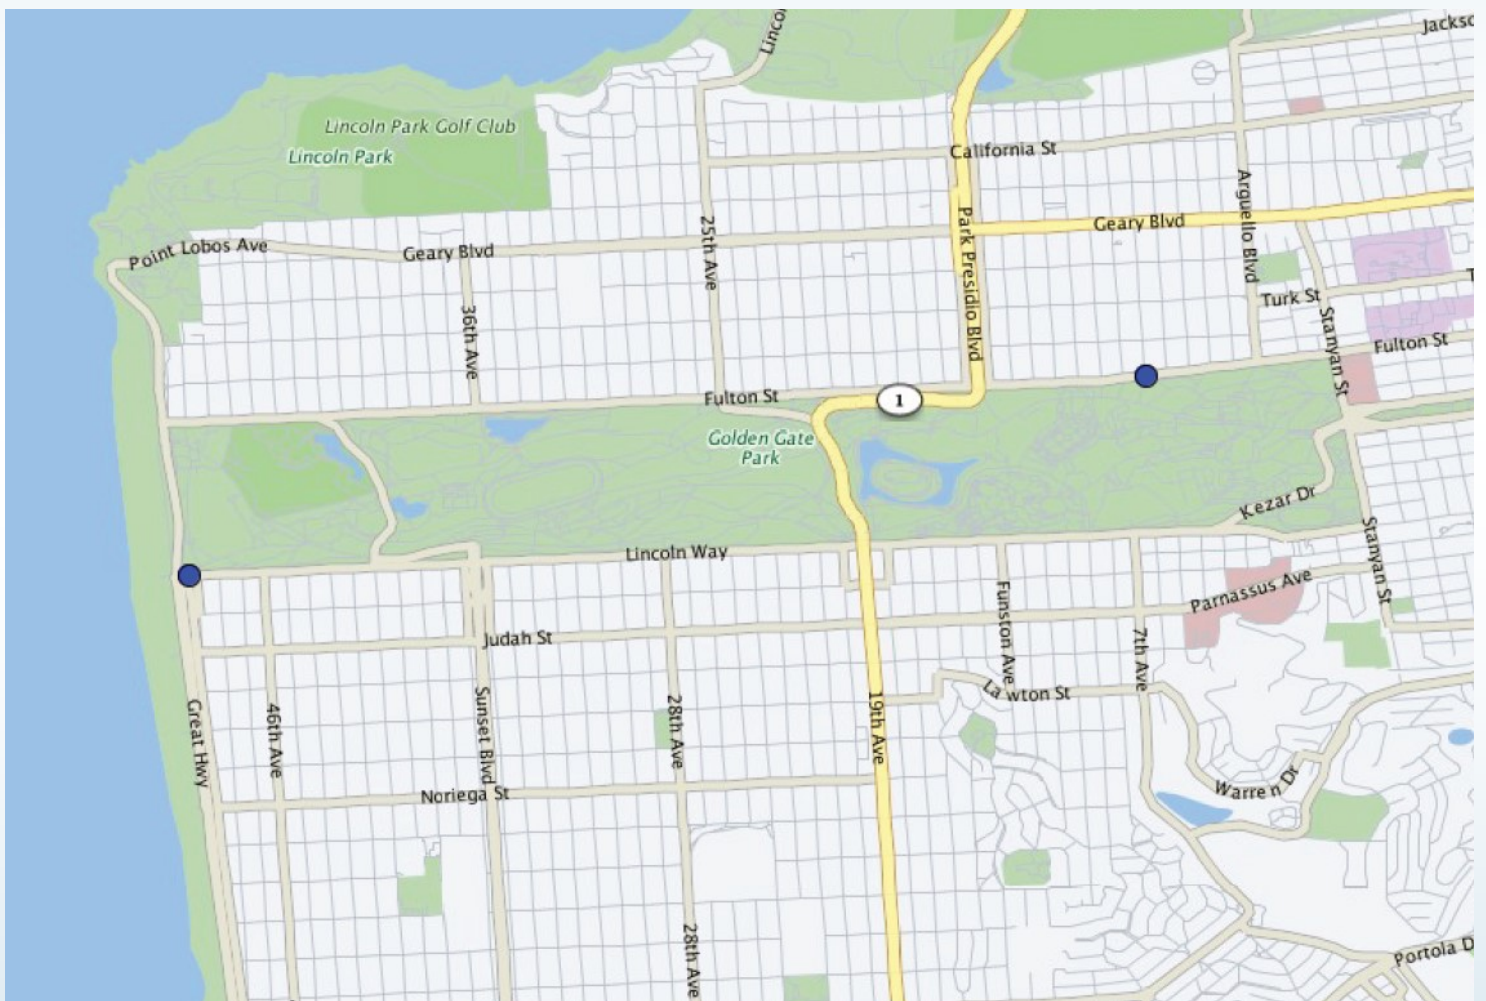 Linco
Jackso
Lincoln Park Golf Club
Lincoln Park
California St
Arguello Blvd
Point Lobos Ave
Geary Blvd
25th Ave
Park Presidio Blvd
Geary Blvd
36th Ave
Turk St
T
Stanyan St
Fulton St
Fulton St
1
Golden Gate
Park
Kezar Dr
Lincoln Way
Stanyan St
Parnassus Ave
Funston Ave
Judah St
7th Ave
Lawton St
Great Hwy
46th Ave
Sunset Blvd
28th Ave
19th Ave
Warren Dr
Noriega St
28th Ave
Portola D